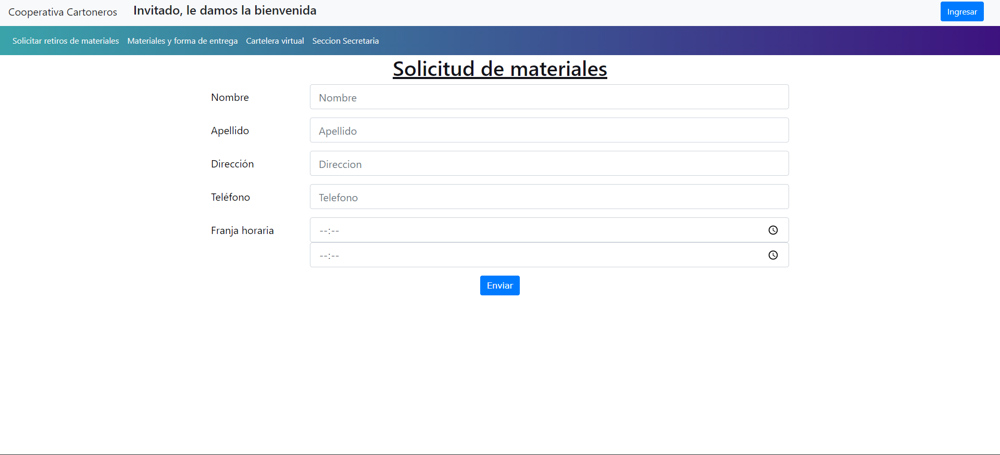 Cooperativa Cartoneros Invitado, le damos la bienvenida Ingresar
Solicitar retiros de materiales Materiales y forma de entrega Cartelera virtual Seccion Secretaria
Solicitud de materiales
Nombre Nombre
Apellido Apellido
Dirección Direccion
Teléfono Telefono
Franja horaria --:--
--:--
Enviar